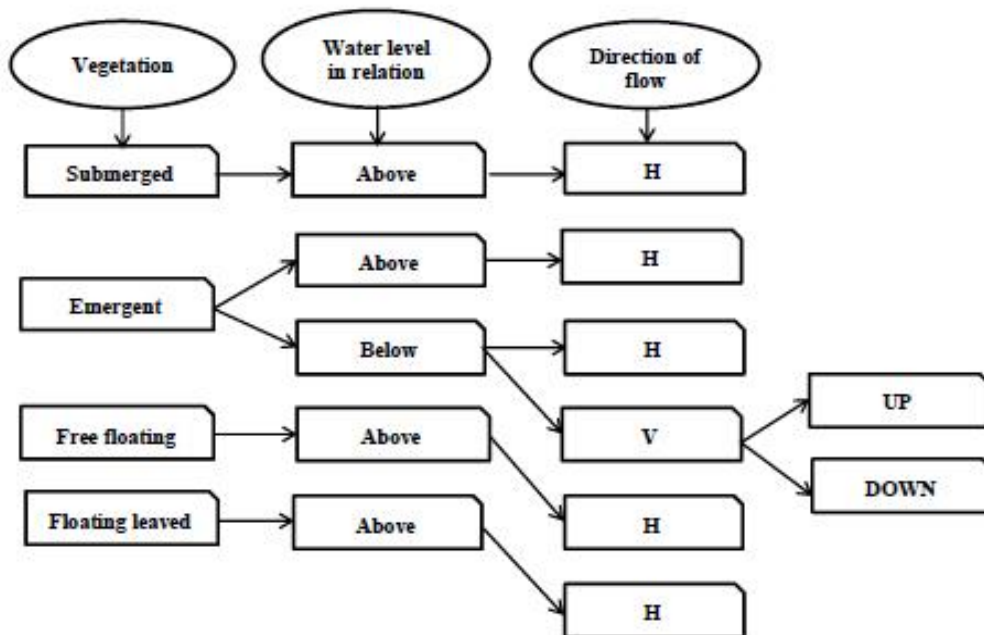 Vegetation
Water level
in relation
Direction of
flow
Submerged
Above
H
Emergent
Above
H
Below
H
V
UP
DOWN
Free floating
Above
H
Floating leaved
Above
H